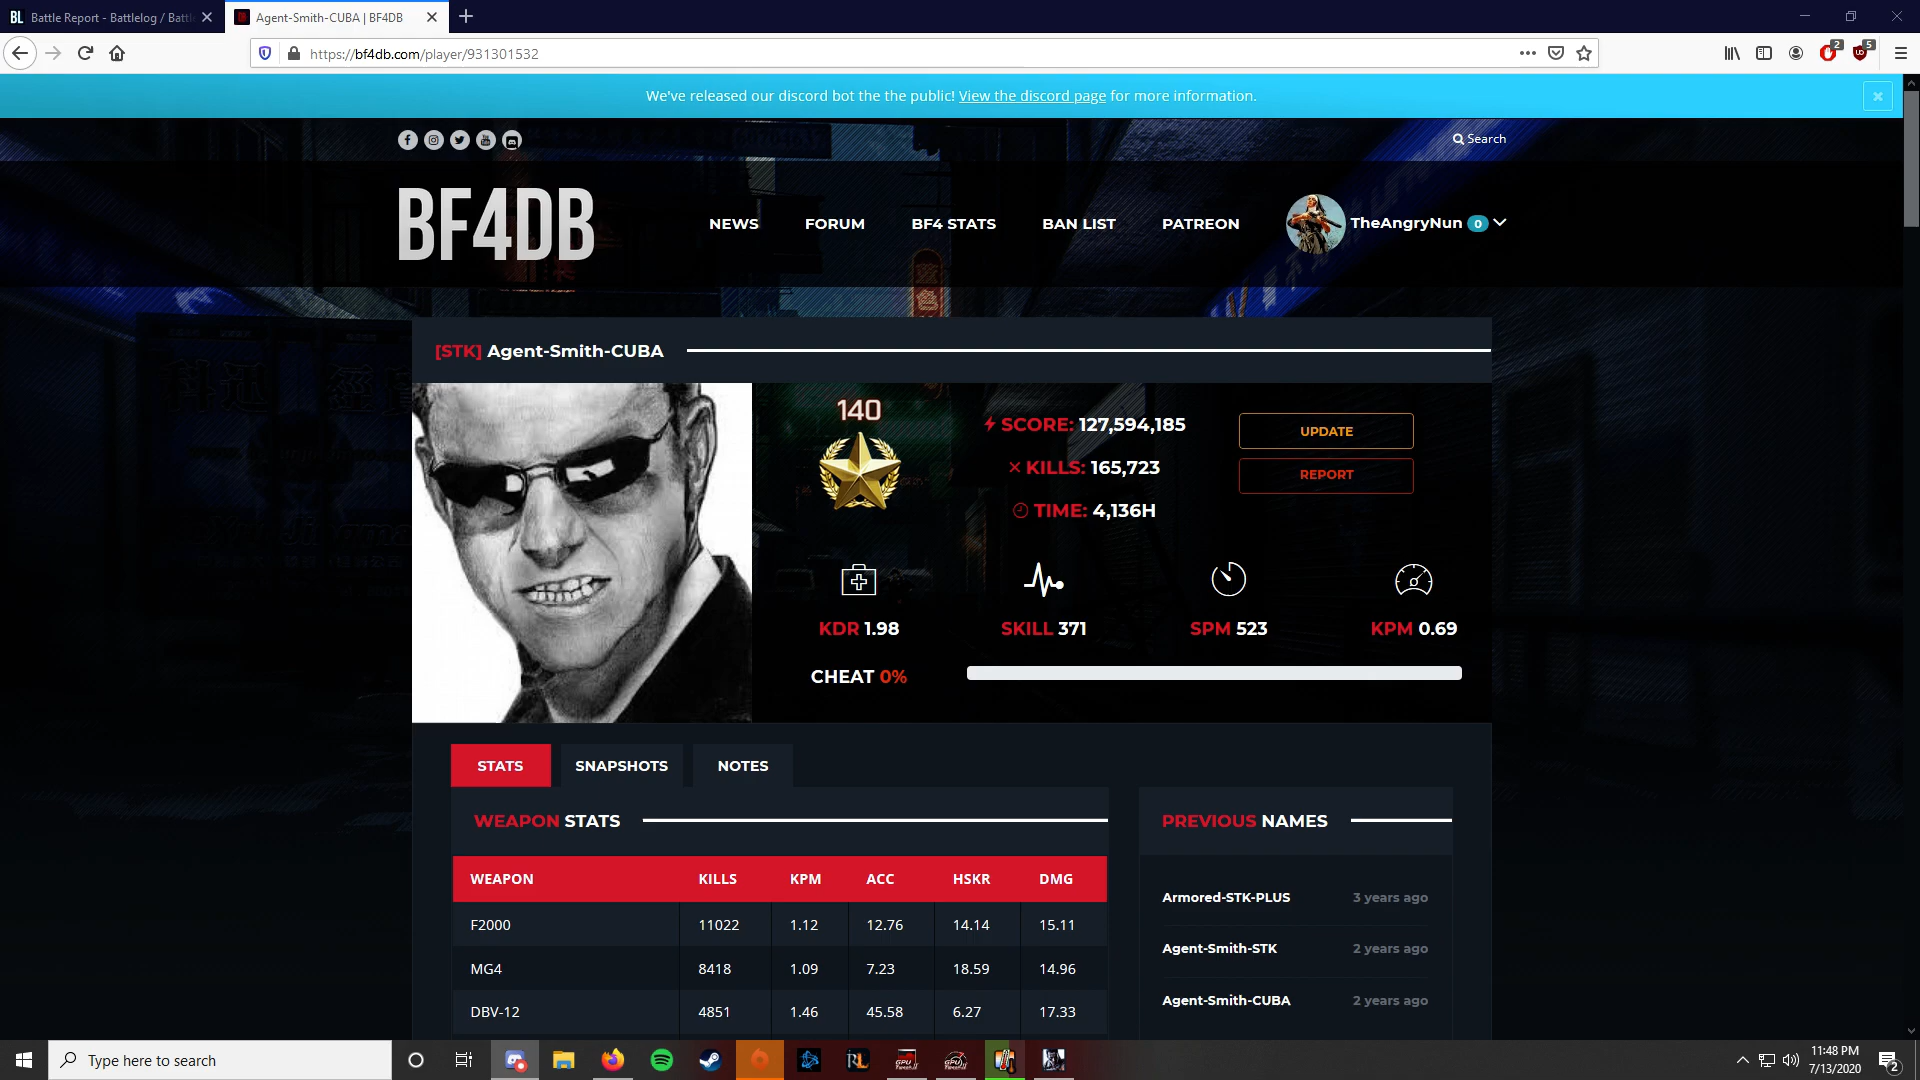 BL Battle Report - Battlelog / Battl
Agent-Smith-CUBA | BF4DB
https://bf4db.com/player/931301532
2
5
We've released our discord bot the the public! View the discord page for more information.
Search
BF4DB
NEWS FORUM BF4 STATS BAN LIST PATREON
TheAngryNun 0
[STK] Agent-Smith-CUBA
140
SCORE: 127,594,185
KILLS: 165,723
TIME: 4,136H
UPDATE
REPORT
KDR 1.98 SKILL 371 SPM 523 KPM 0.69
CHEAT 0%
STATS SNAPSHOTS NOTES
WEAPON STATS
WEAPON KILLS KPM ACC HSKR DMG
F2000 11022 1.12 12.76 14.14 15.11
MG4 8418 1.09 7.23 18.59 14.96
DBV-12 4851 1.46 45.58 6.27 17.33
PREVIOUS NAMES
Armored-STK-PLUS 3 years ago
Agent-Smith-STK 2 years ago
Agent-Smith-CUBA 2 years ago
Type here to search
RL
GPU
11:48 PM
7/13/2020
2